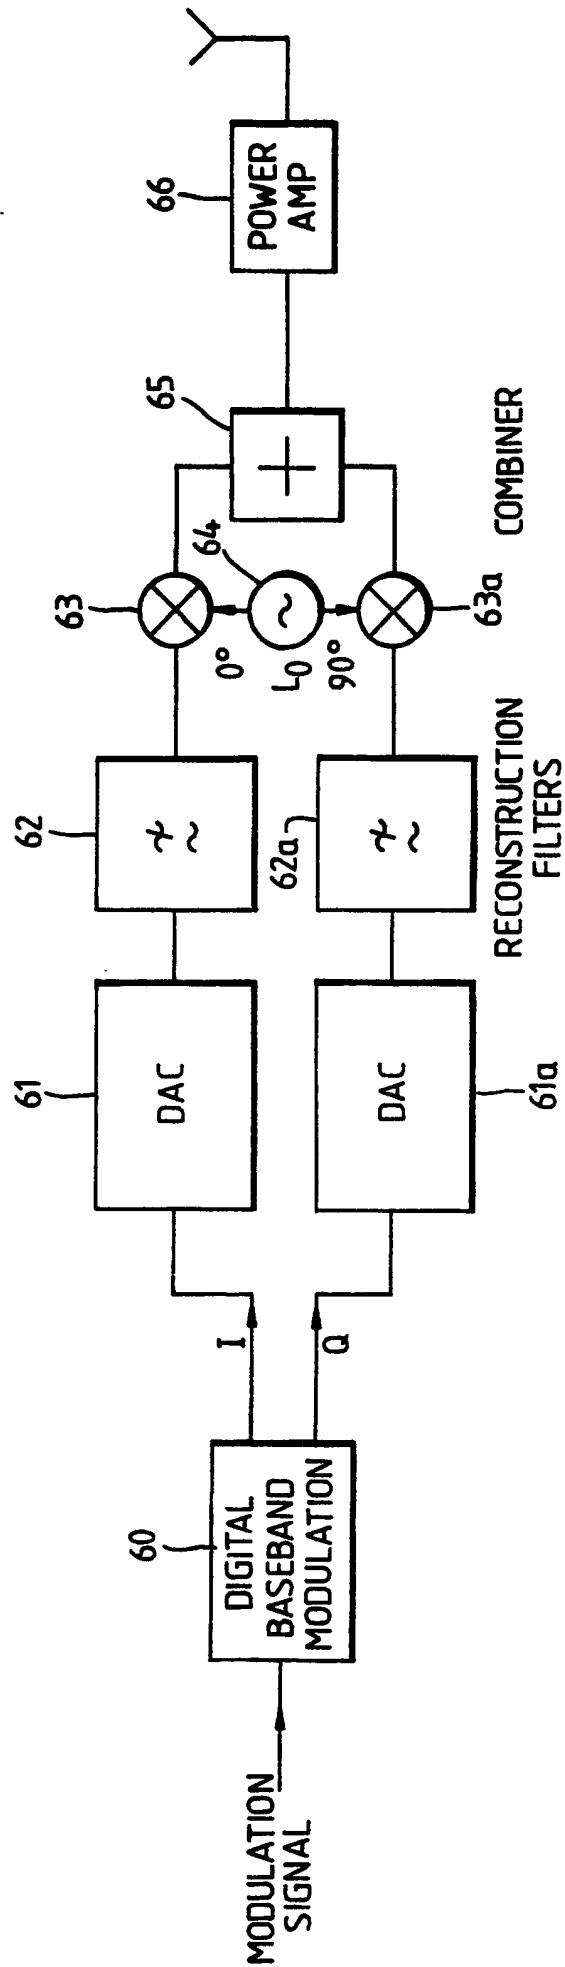 MODULATION
SIGNAL
60
DIGITAL
BASEBAND
MODULATION
I
Q
61
DAC
DAC
61a
62
62a
RECONSTRUCTION
FILTERS
63
0°
LO
90°
64
63a
65
COMBINER
66
POWER
AMP